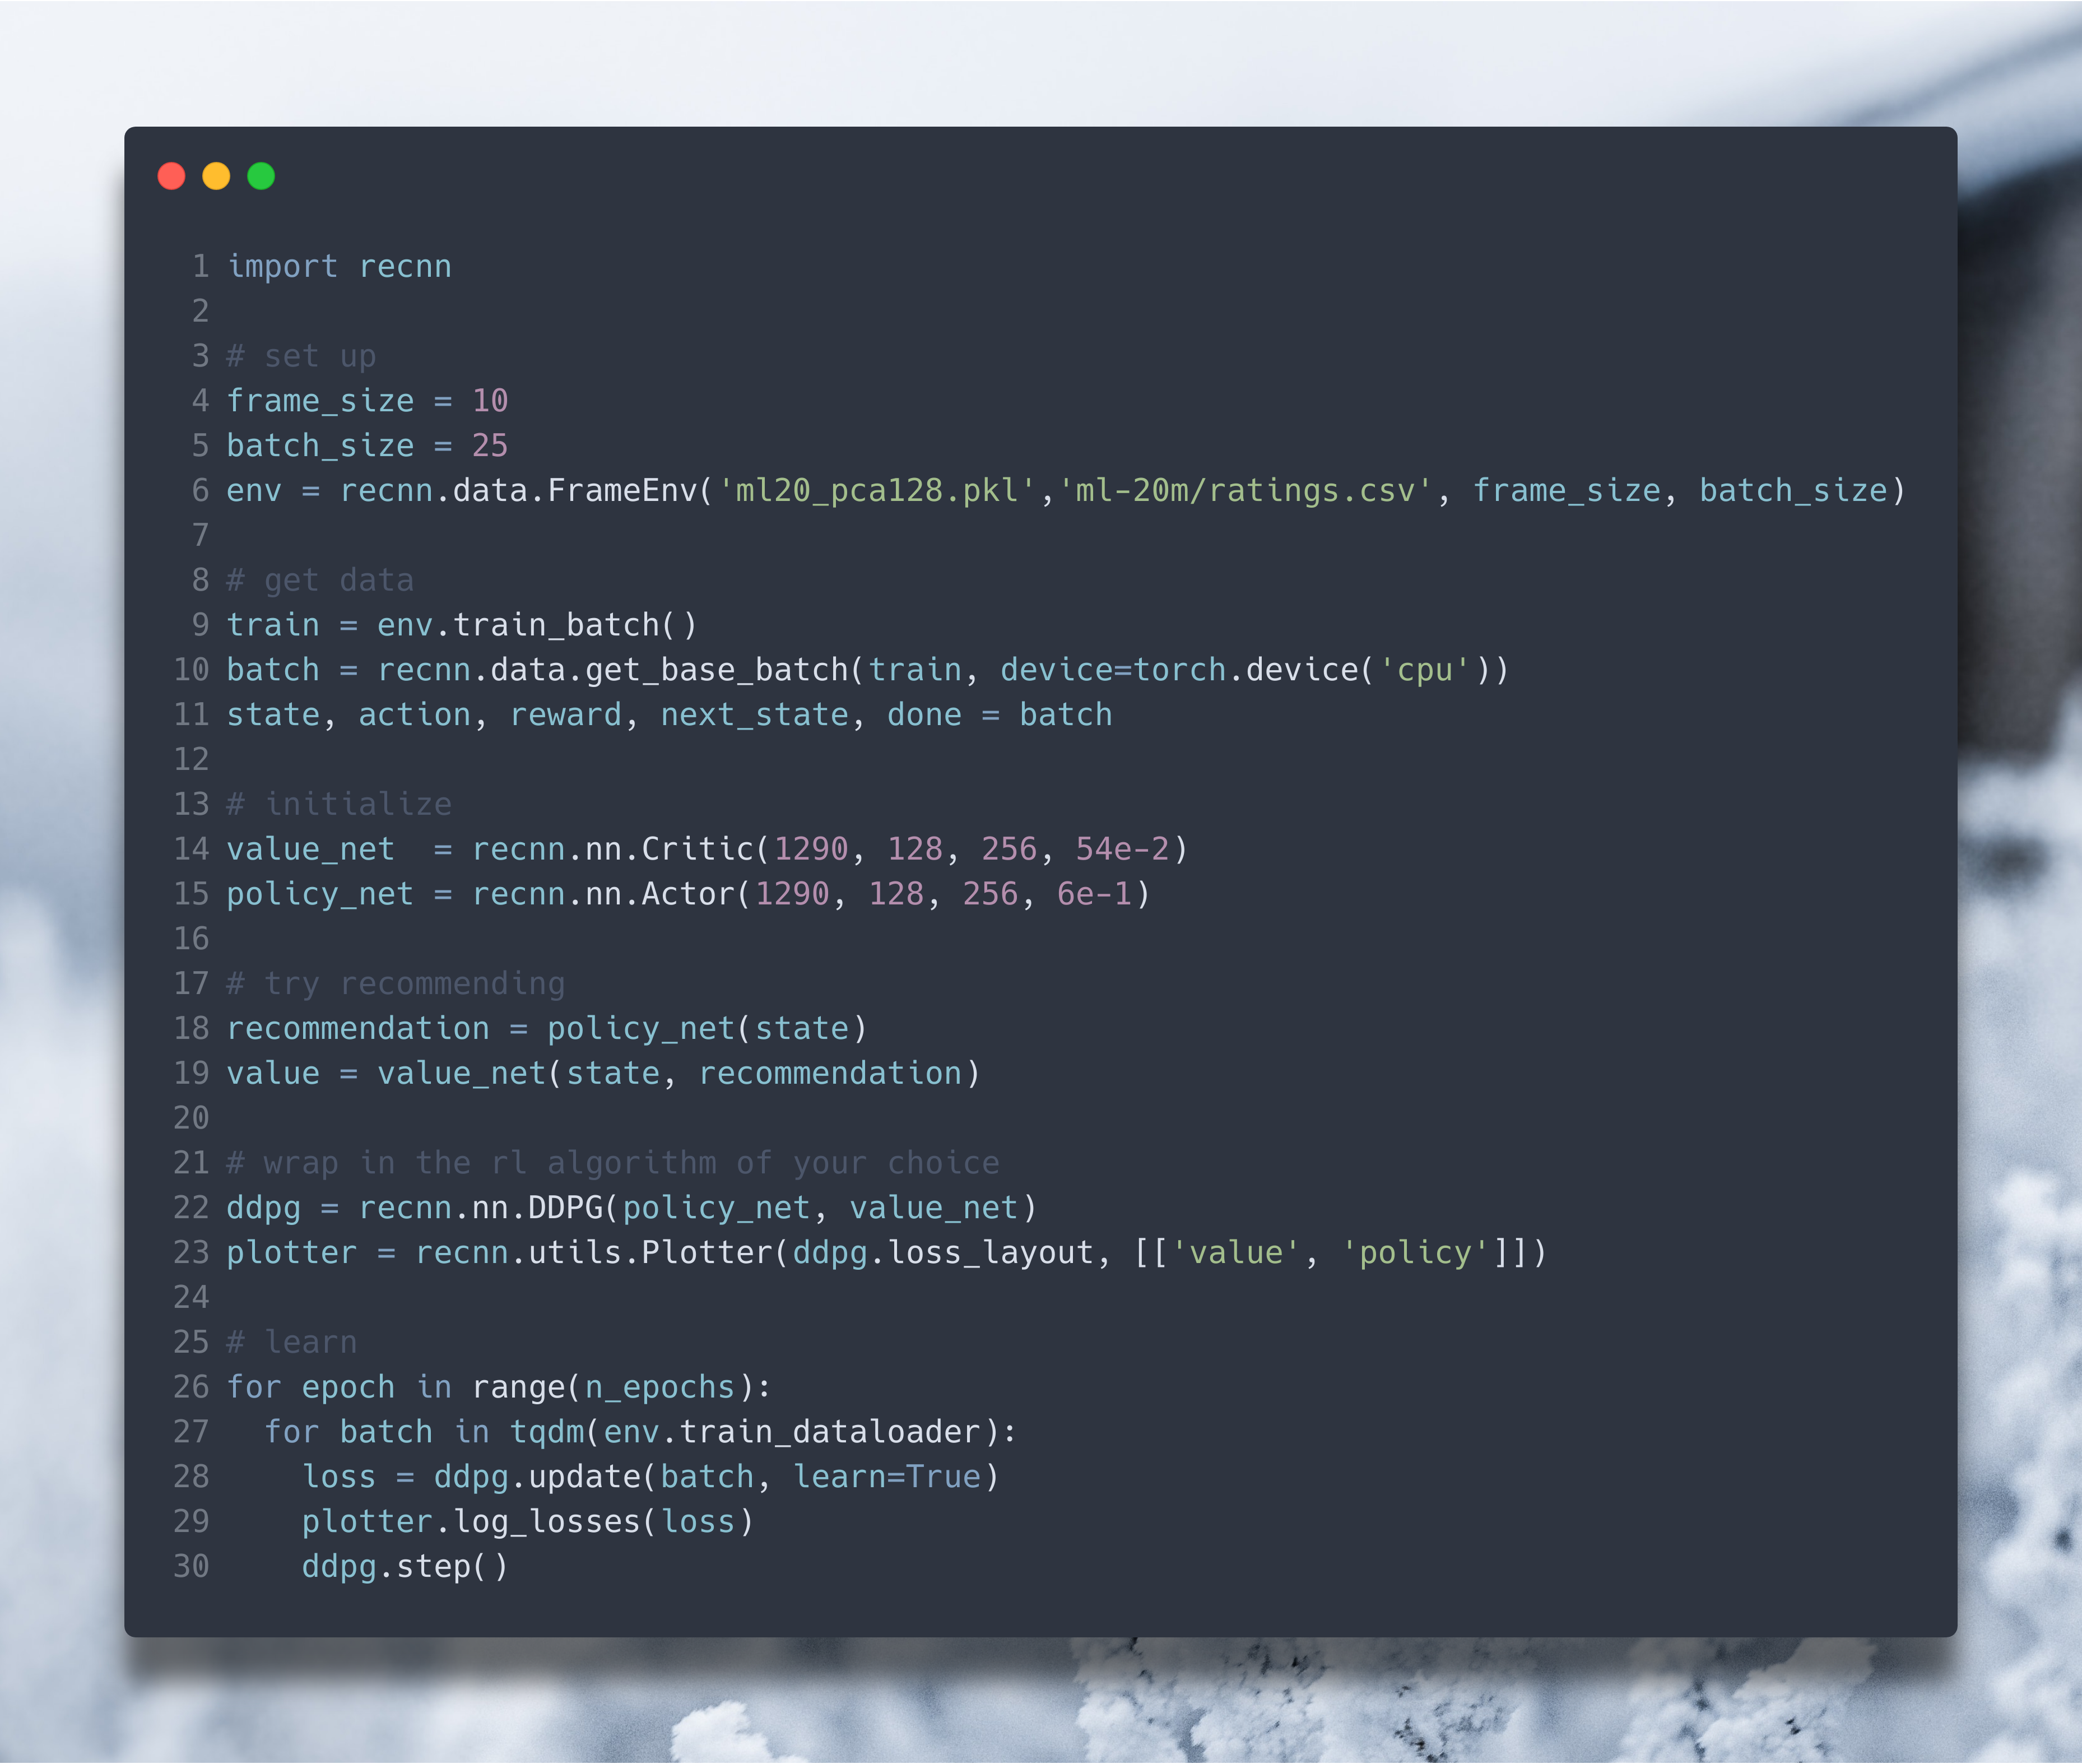 1 import recnn
2
3 # set up
4 frame_size = 10
5 batch_size = 25
6 env = recnn.data.FrameEnv('ml20_pca128.pkl','ml-20m/ratings.csv', frame_size, batch_size)
7
8 # get data
9 train = env.train_batch()
10 batch = recnn.data.get_base_batch(train, device=torch.device('cpu'))
11 state, action, reward, next_state, done = batch
12
13 # initialize
14 value_net  = recnn.nn.Critic(1290, 128, 256, 54e-2)
15 policy_net = recnn.nn.Actor(1290, 128, 256, 6e-1)
16
17 # try recommending
18 recommendation = policy_net(state)
19 value = value_net(state, recommendation)
20
21 # wrap in the rl algorithm of your choice
22 ddpg = recnn.nn.DDPG(policy_net, value_net)
23 plotter = recnn.utils.Plotter(ddpg.loss_layout, [['value', 'policy']])
24
25 # learn
26 for epoch in range(n_epochs):
27   for batch in tqdm(env.train_dataloader):
28     loss = ddpg.update(batch, learn=True)
29     plotter.log_losses(loss)
30     ddpg.step()